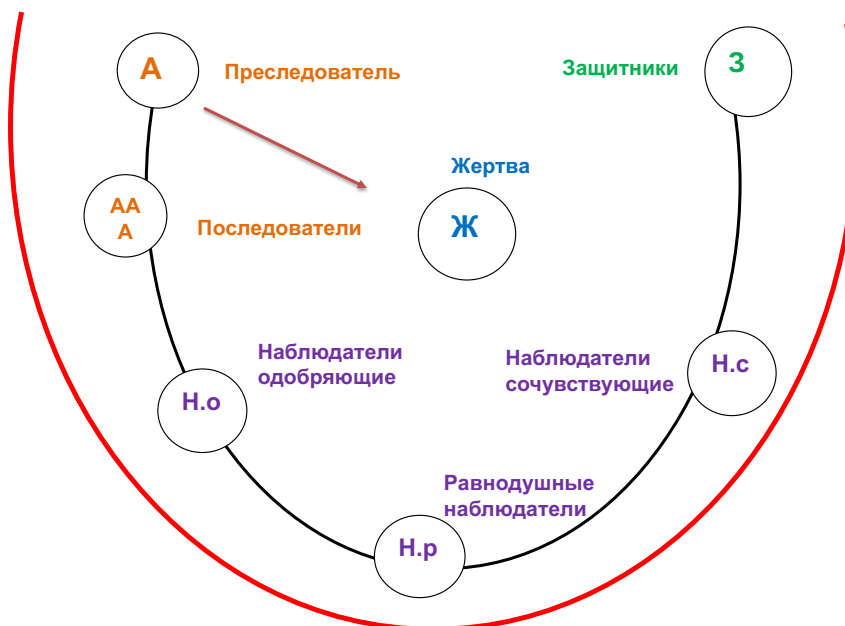 А
Преследователь
Защитники
З
Жертва
АА
А
Последователи
Ж
Наблюдатели
одобряющие
Наблюдатели
сочувствующие
Н.с
Н.о
Равнодушные
наблюдатели
Н.р